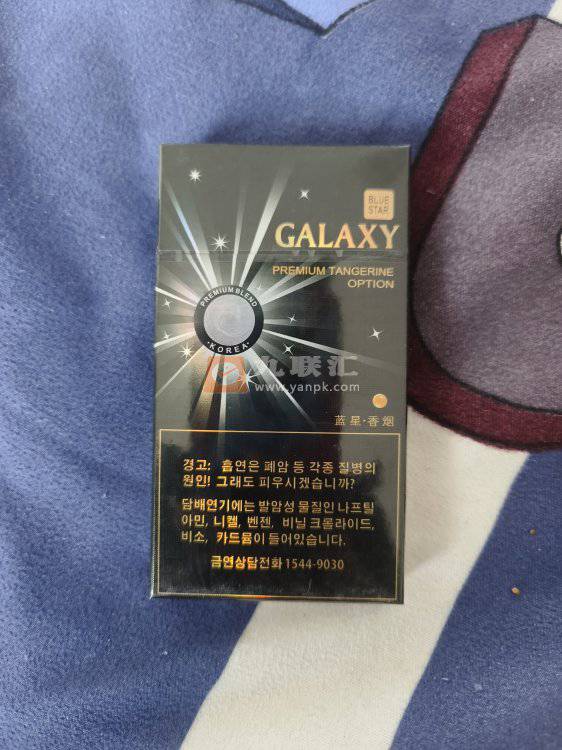 BLUE
STAR
GALAXY
PREMIUM TANGERINE
OPTION
PREMIUM BLEND
·KOREA·
九联汇
www.yanpk.com
蓝星·香烟
경고; 흡연은 폐암 등 각종 질병의
원인! 그래도 피우시겠습니까?
담배연기에는 발암성 물질인 나프틸
아민, 니켈, 벤젠, 비닐 크롬라이드,
비소, 카드뮴이 들어있습니다.
금연상담전화 1544-9030